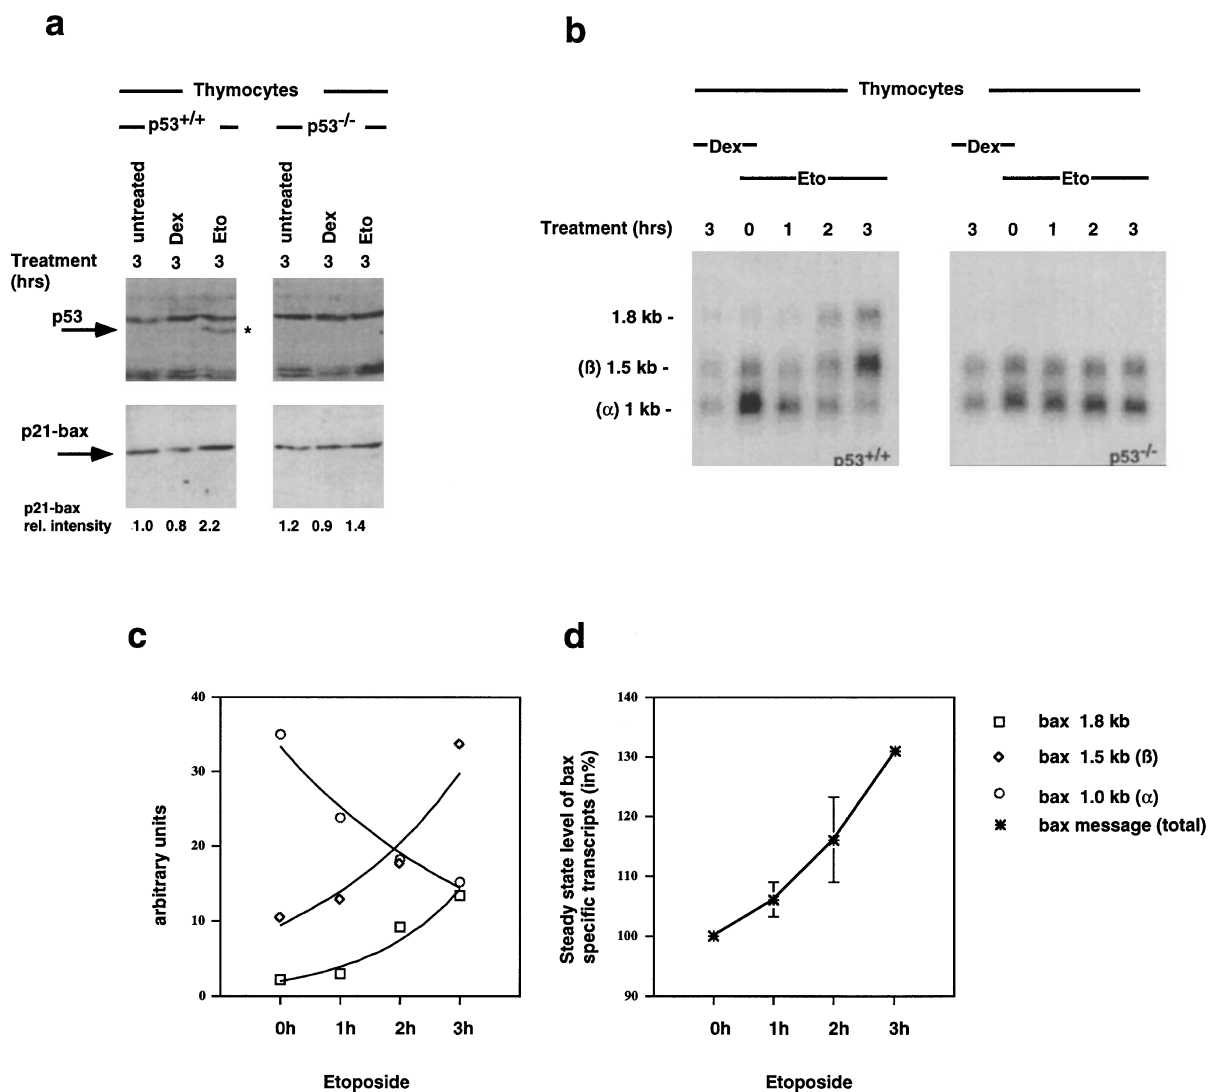 a
Thymocytes
p53+/+
p53-/-
untreated
Dex
Eto
untreated
Dex
Eto
Treatment (hrs)
3 3 3 3 3 3
p53
*
p21-bax
p21-bax
rel. intensity 1.0 0.8 2.2 1.2 0.9 1.4
b
Thymocytes
Dex
Dex
Eto
Eto
Treatment (hrs) 3 0 1 2 3 3 0 1 2 3
1.8 kb -
(ß) 1.5 kb -
(α) 1 kb -
p53+/+
p53-/-
c
40
30
20
10
0
arbitrary units
0h 1h 2h 3h
Etoposide
d
140
130
120
110
100
90
Steady state level of bax
specific transcripts (in%)
0h 1h 2h 3h
Etoposide
bax 1.8 kb
bax 1.5 kb (ß)
bax 1.0 kb (α)
bax message (total)